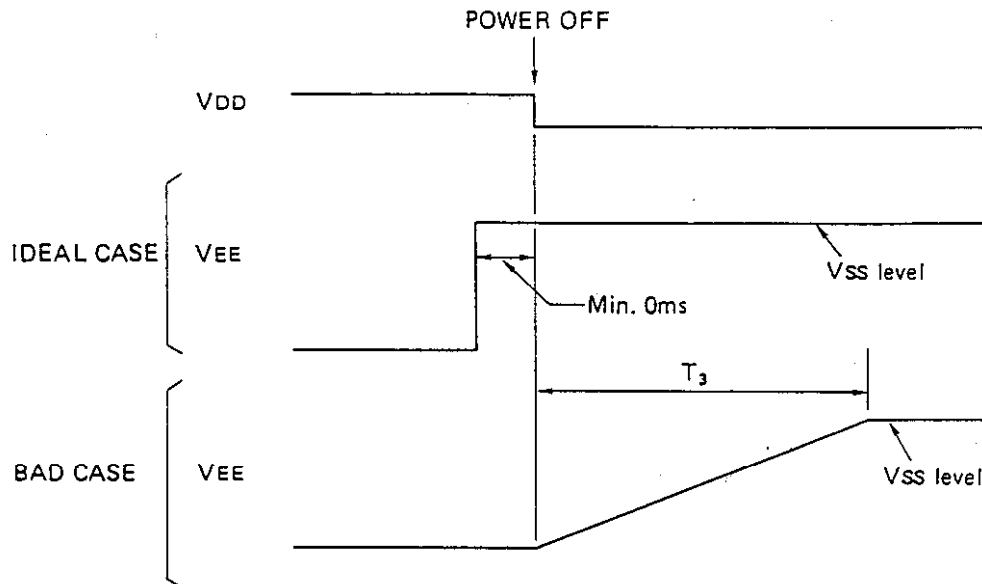 POWER OFF
VDD
IDEAL CASE
VEE
VSS level
Min. 0ms
T₃
BAD CASE
VEE
VSS level